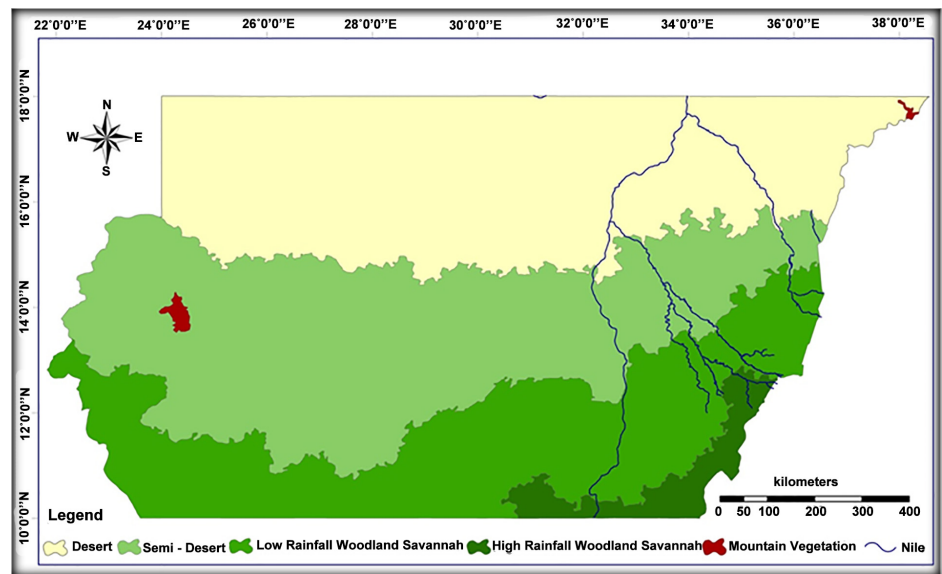 22°0'0"N 24°0'0"N 26°0'0"N 28°0'0"N 30°0'0"N 32°0'0"N 34°0'0"N 36°0'0"N 38°0'0"N
18°0'0"N
16°0'0"N
14°0'0"N
12°0'0"N
10°0'0"N
N
W E
S
kilometers
0 50 100 200 300 400
Legend
Desert Semi - Desert Low Rainfall Woodland Savannah High Rainfall Woodland Savannah Mountain Vegetation Nile